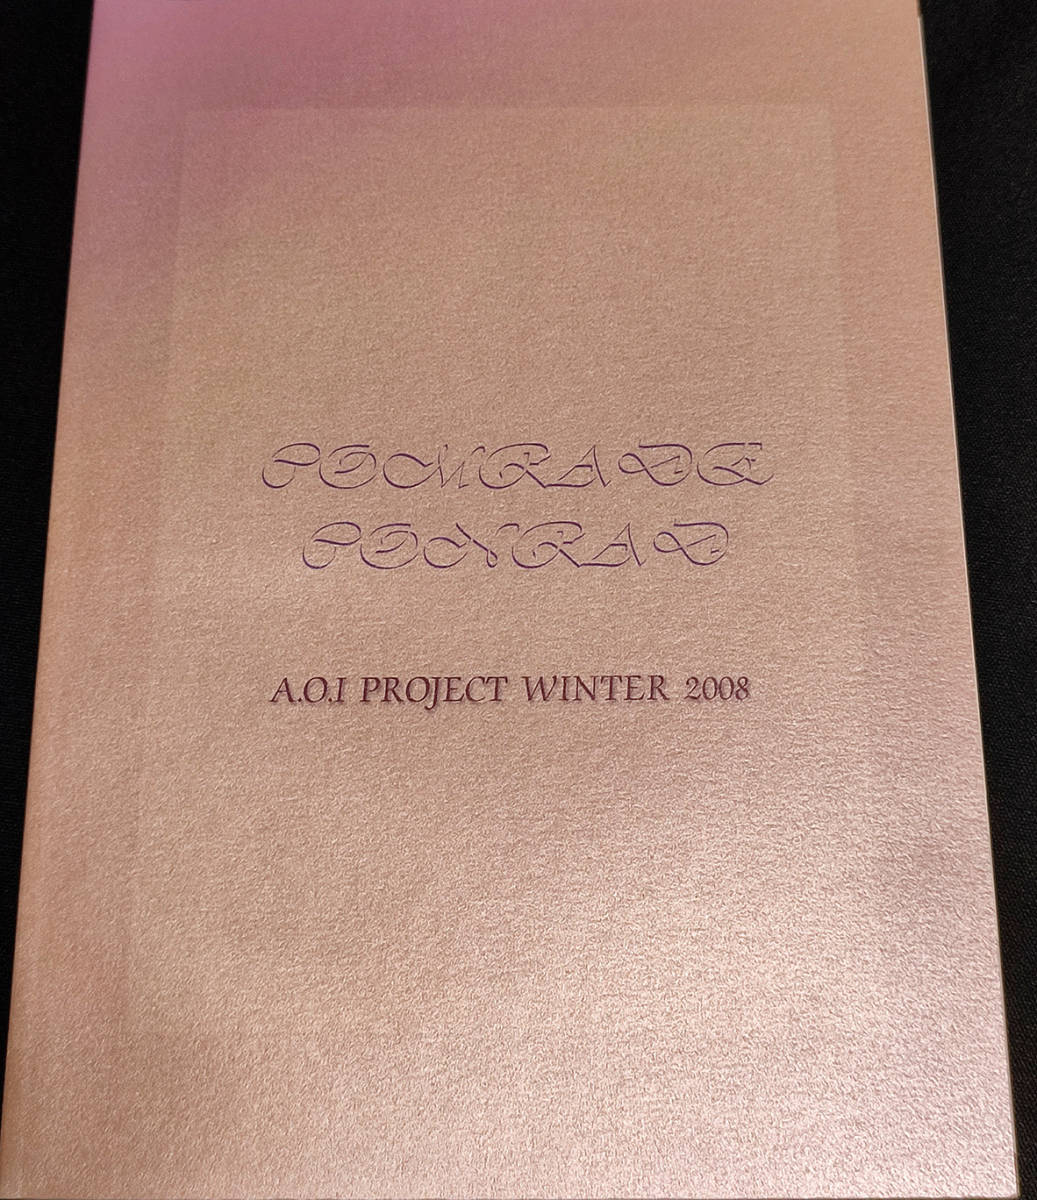 COMRADE
CONRAD
A.O.I PROJECT WINTER 2008